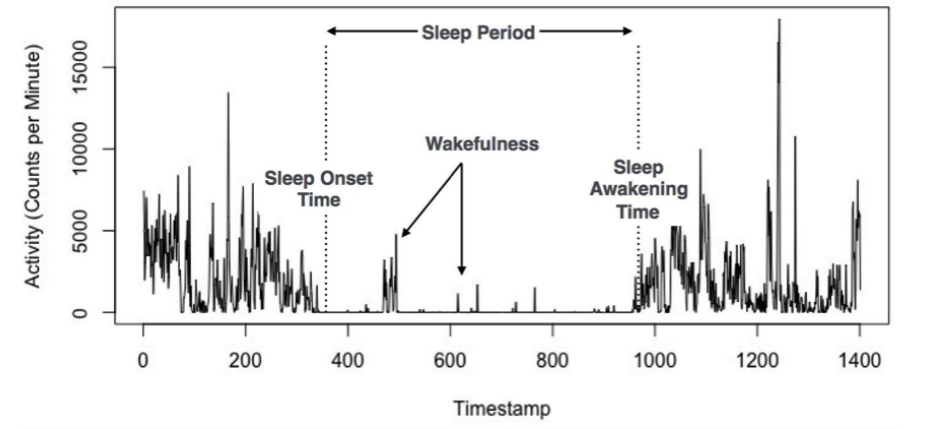 Sleep Period
Wakefulness
Sleep Onset
Time
Sleep
Awakening
Time
Activity (Counts per Minute)
15000
10000
5000
0
0 200 400 600 800 1000 1200 1400
Timestamp